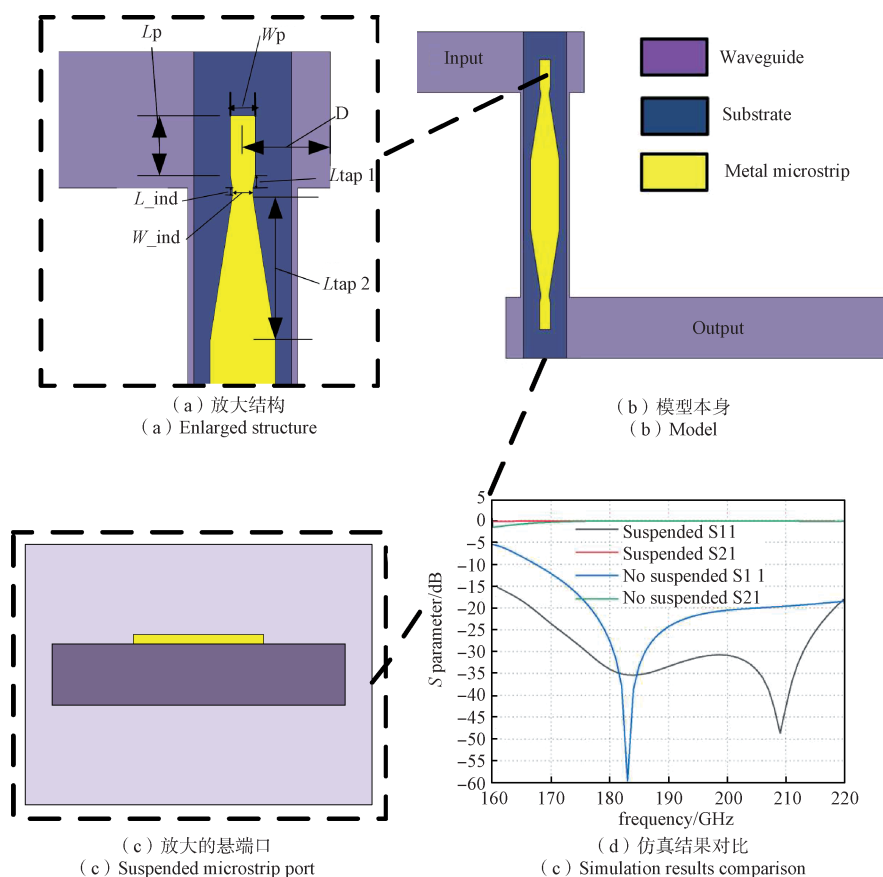 Lp
Wp
D
Ltap 1
L_ind
W_ind
Ltap 2
（a）放大结构
（a）Enlarged structure
Input
Output
Waveguide
Substrate
Metal microstrip
（b）模型本身
（b）Model
（c）放大的悬端口
（c）Suspended microstrip port
S parameter/dB
5
0
−5
−10
−15
−20
−25
−30
−35
−40
−45
−50
−55
−60
Suspended S11
Suspended S21
No suspended S1 1
No suspended S21
160 170 180 190 200 210 220
frequency/GHz
（d）仿真结果对比
（c）Simulation results comparison